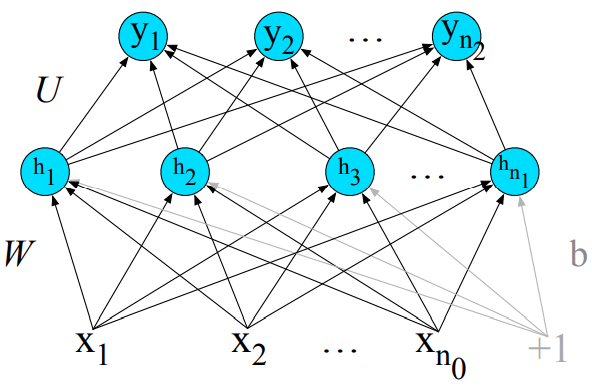 y₁ y₂ … yₙ₂
U
h₁ h₂ h₃ … hₙ₁
W b
x₁ x₂ … xₙ₀ +1